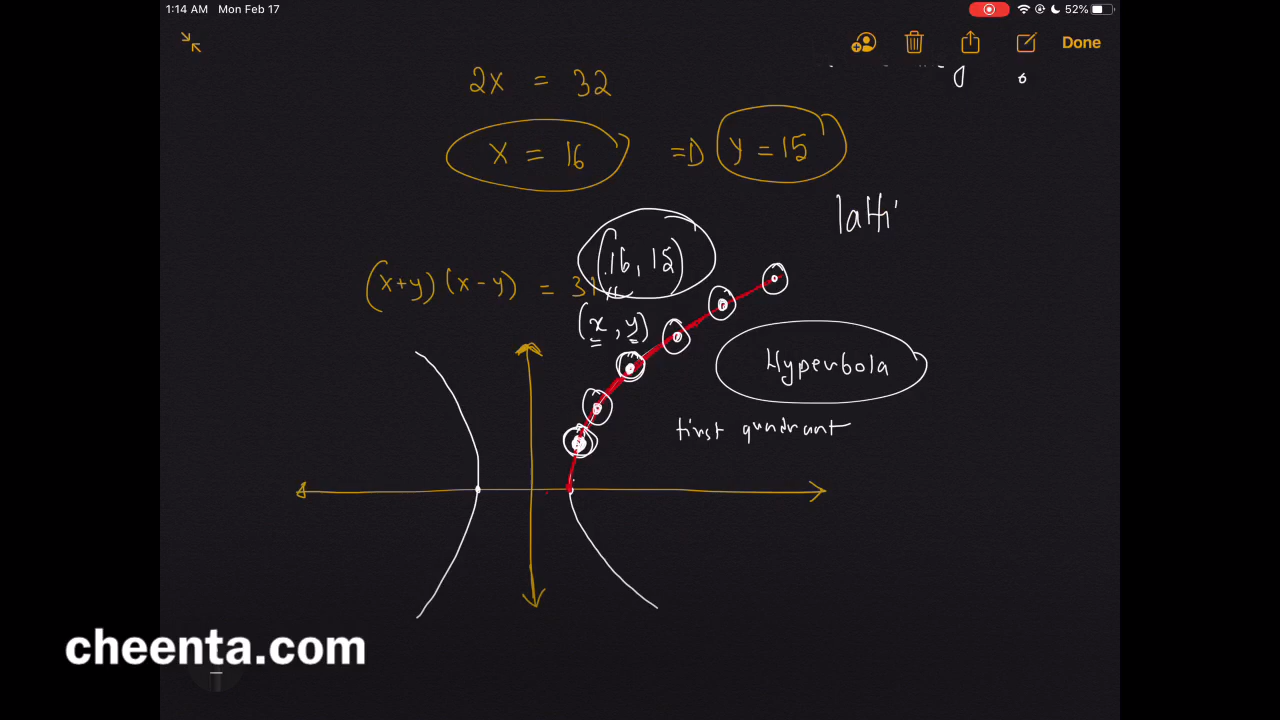 1:14 AM Mon Feb 17
52%
Done
2x = 32
x = 16 => y = 15
latti
(16, 15)
(x+y)(x-y) = 31
(x, y)
Hyperbola
first quadrant
cheenta.com